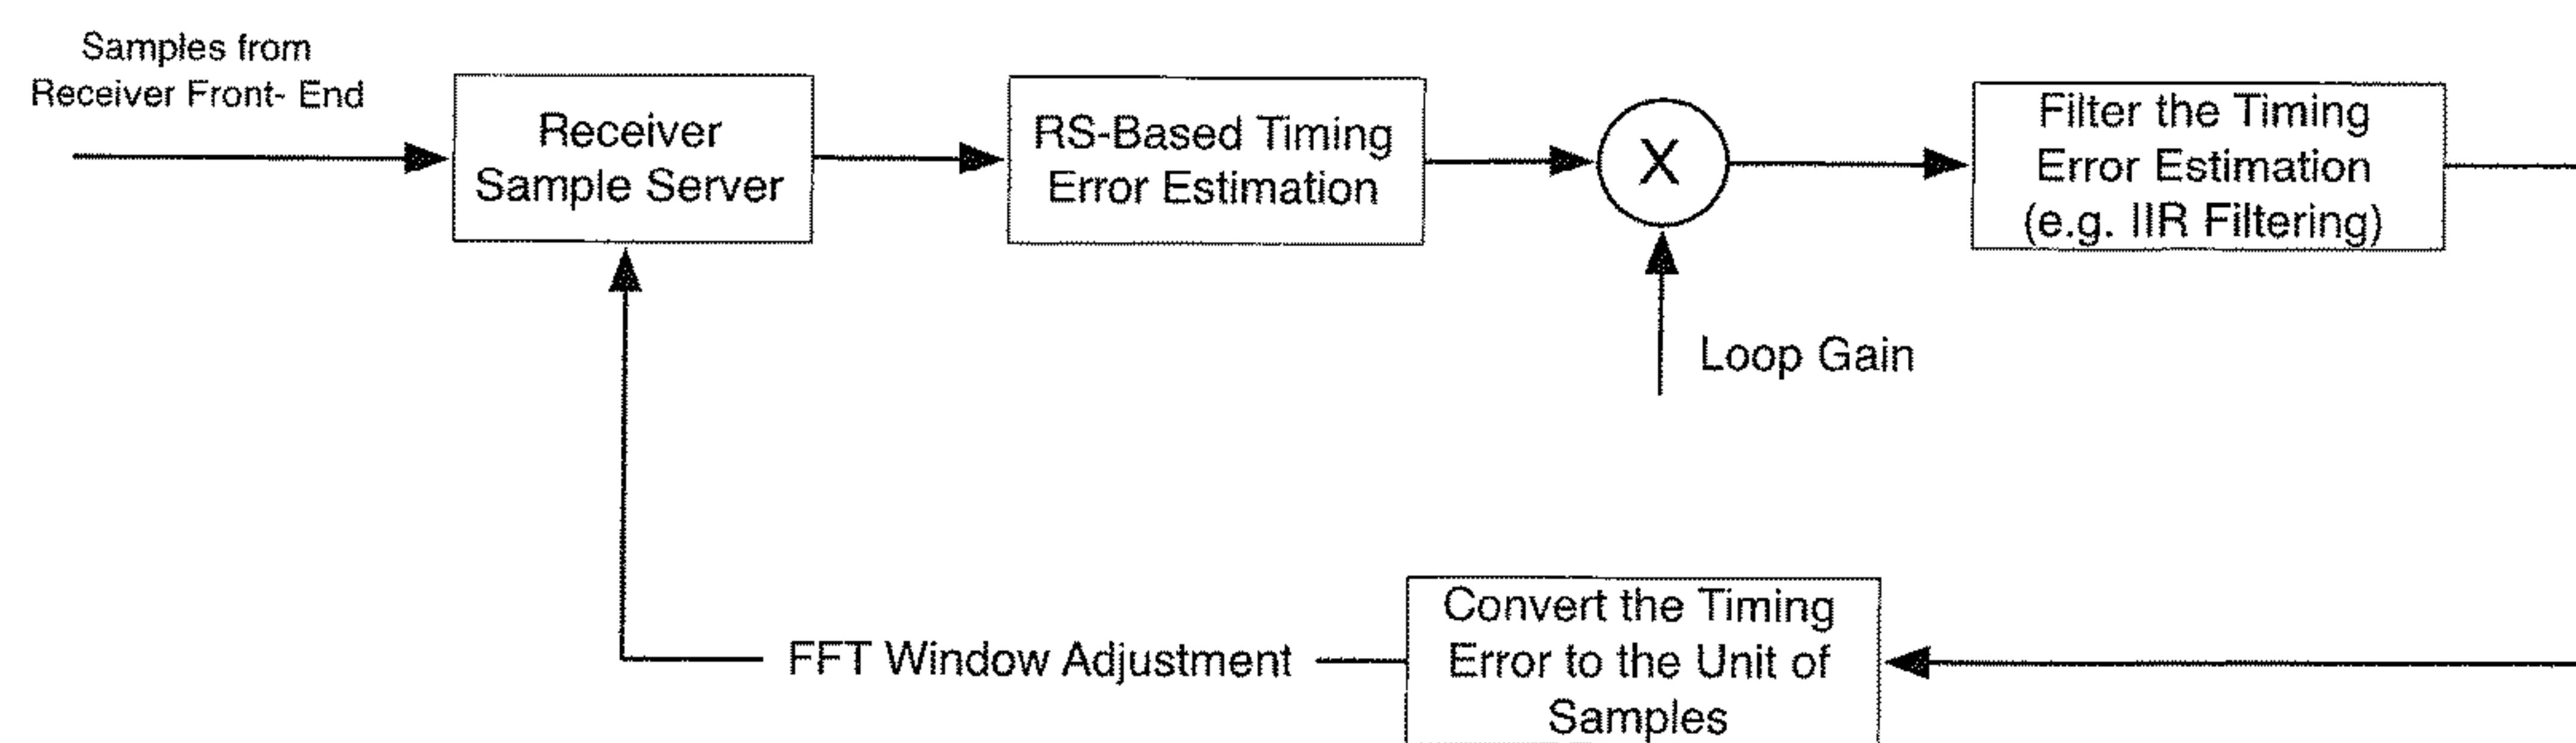 Samples from
Receiver Front- End
Receiver
Sample Server
RS-Based Timing
Error Estimation
X
Filter the Timing
Error Estimation
(e.g. IIR Filtering)
Loop Gain
Convert the Timing
Error to the Unit of
Samples
FFT Window Adjustment